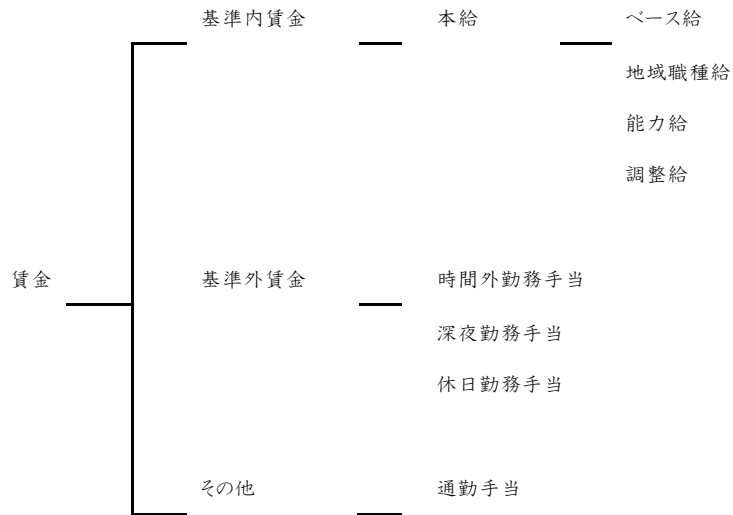 基準内賃金 本給 ベース給
地域職種給
能力給
調整給
賃金 基準外賃金 時間外勤務手当
深夜勤務手当
休日勤務手当
その他 通勤手当